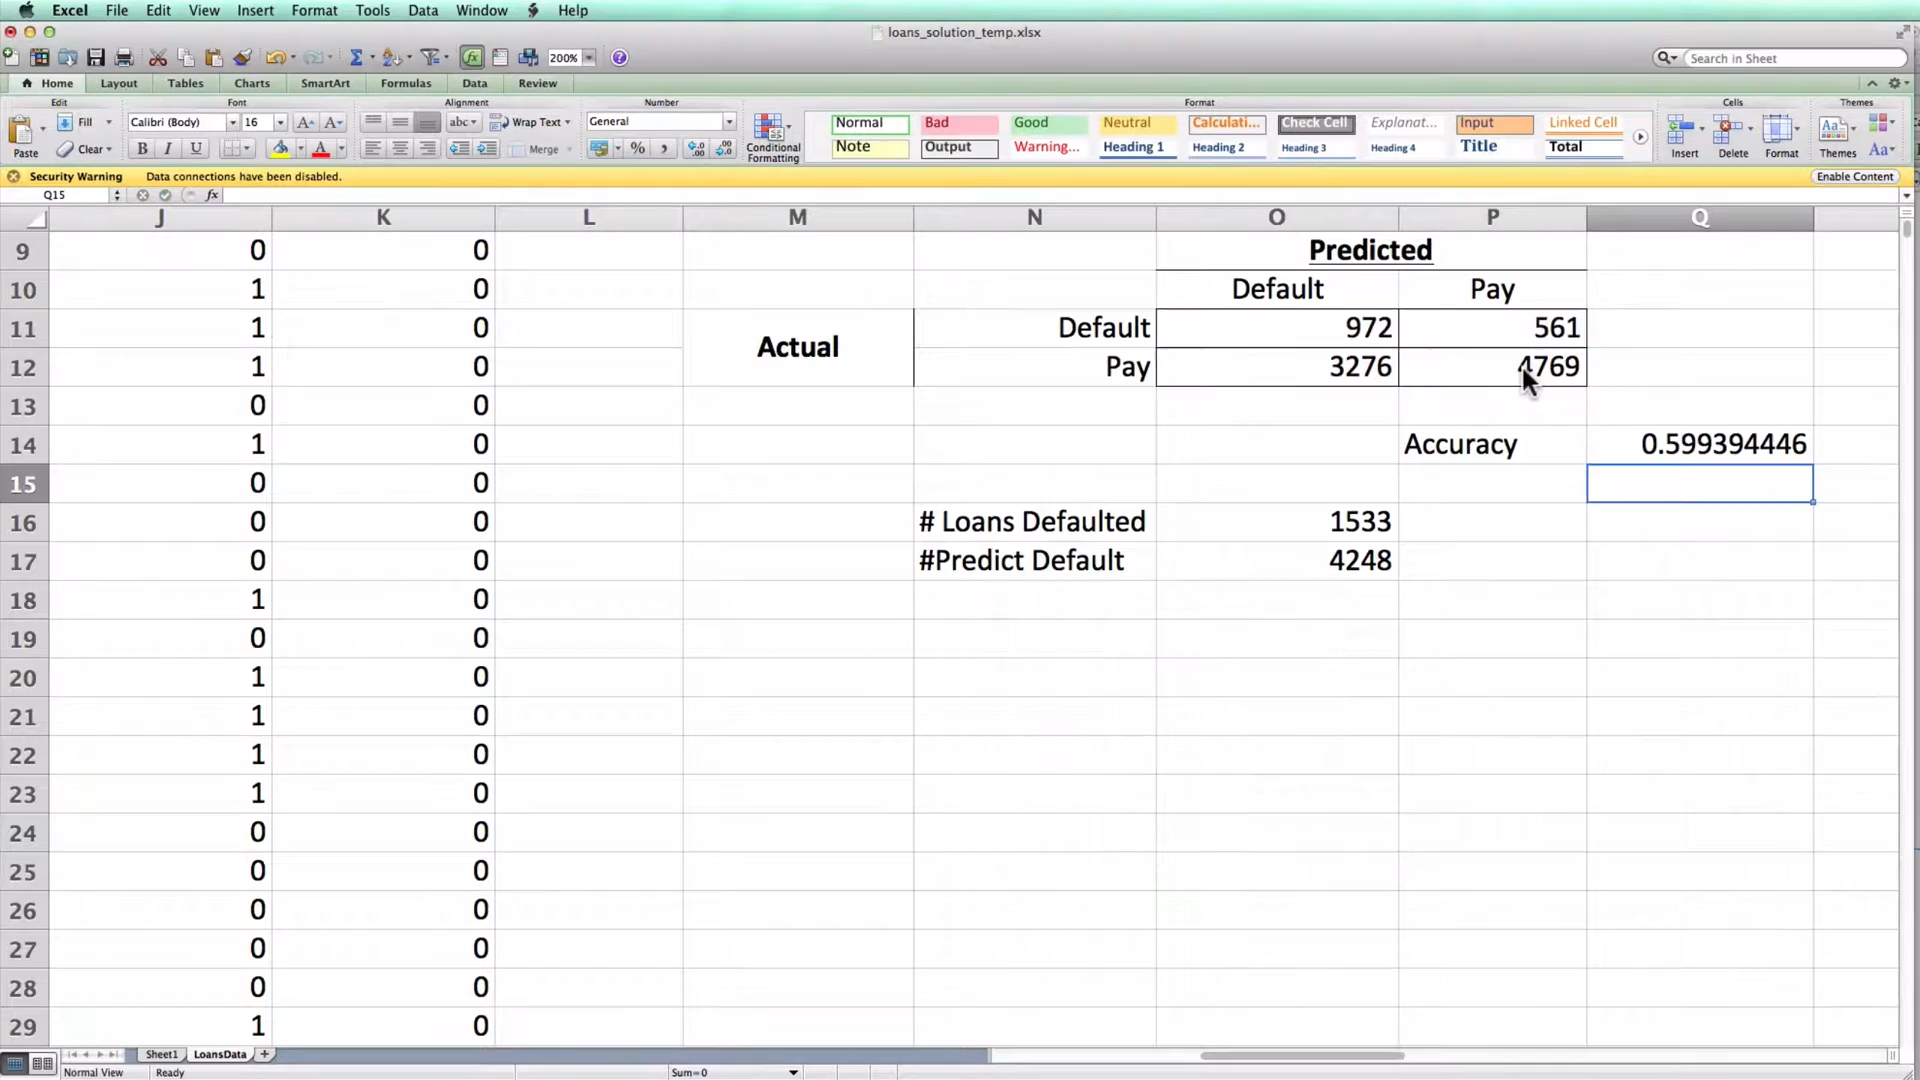 Excel File Edit View Insert Format Tools Data Window Help
loans_solution_temp.xlsx
200% Search in Sheet
Home Layout Tables Charts SmartArt Formulas Data Review
Edit Font Alignment Number Format Cells Themes
Fill Calibri (Body) 16 abc Wrap Text General Normal Bad Good Neutral Calculati... Check Cell Explanat... Input Linked Cell
Paste Clear B I U Merge % Conditional Formatting Note Output Warning... Heading 1 Heading 2 Heading 3 Heading 4 Title Total Insert Delete Format Themes Aa
Security Warning Data connections have been disabled. Enable Content
Q15 fx
J K L M N O P Q
9 0 0 Predicted
10 1 0 Default Pay
11 1 0 Default 972 561
Actual
12 1 0 Pay 3276 4769
13 0 0
14 1 0 Accuracy 0.599394446
15 0 0
16 0 0 # Loans Defaulted 1533
17 0 0 #Predict Default 4248
18 1 0
19 0 0
20 1 0
21 1 0
22 1 0
23 1 0
24 0 0
25 0 0
26 0 0
27 0 0
28 0 0
29 1 0
Sheet1 LoansData
Normal View Ready Sum=0